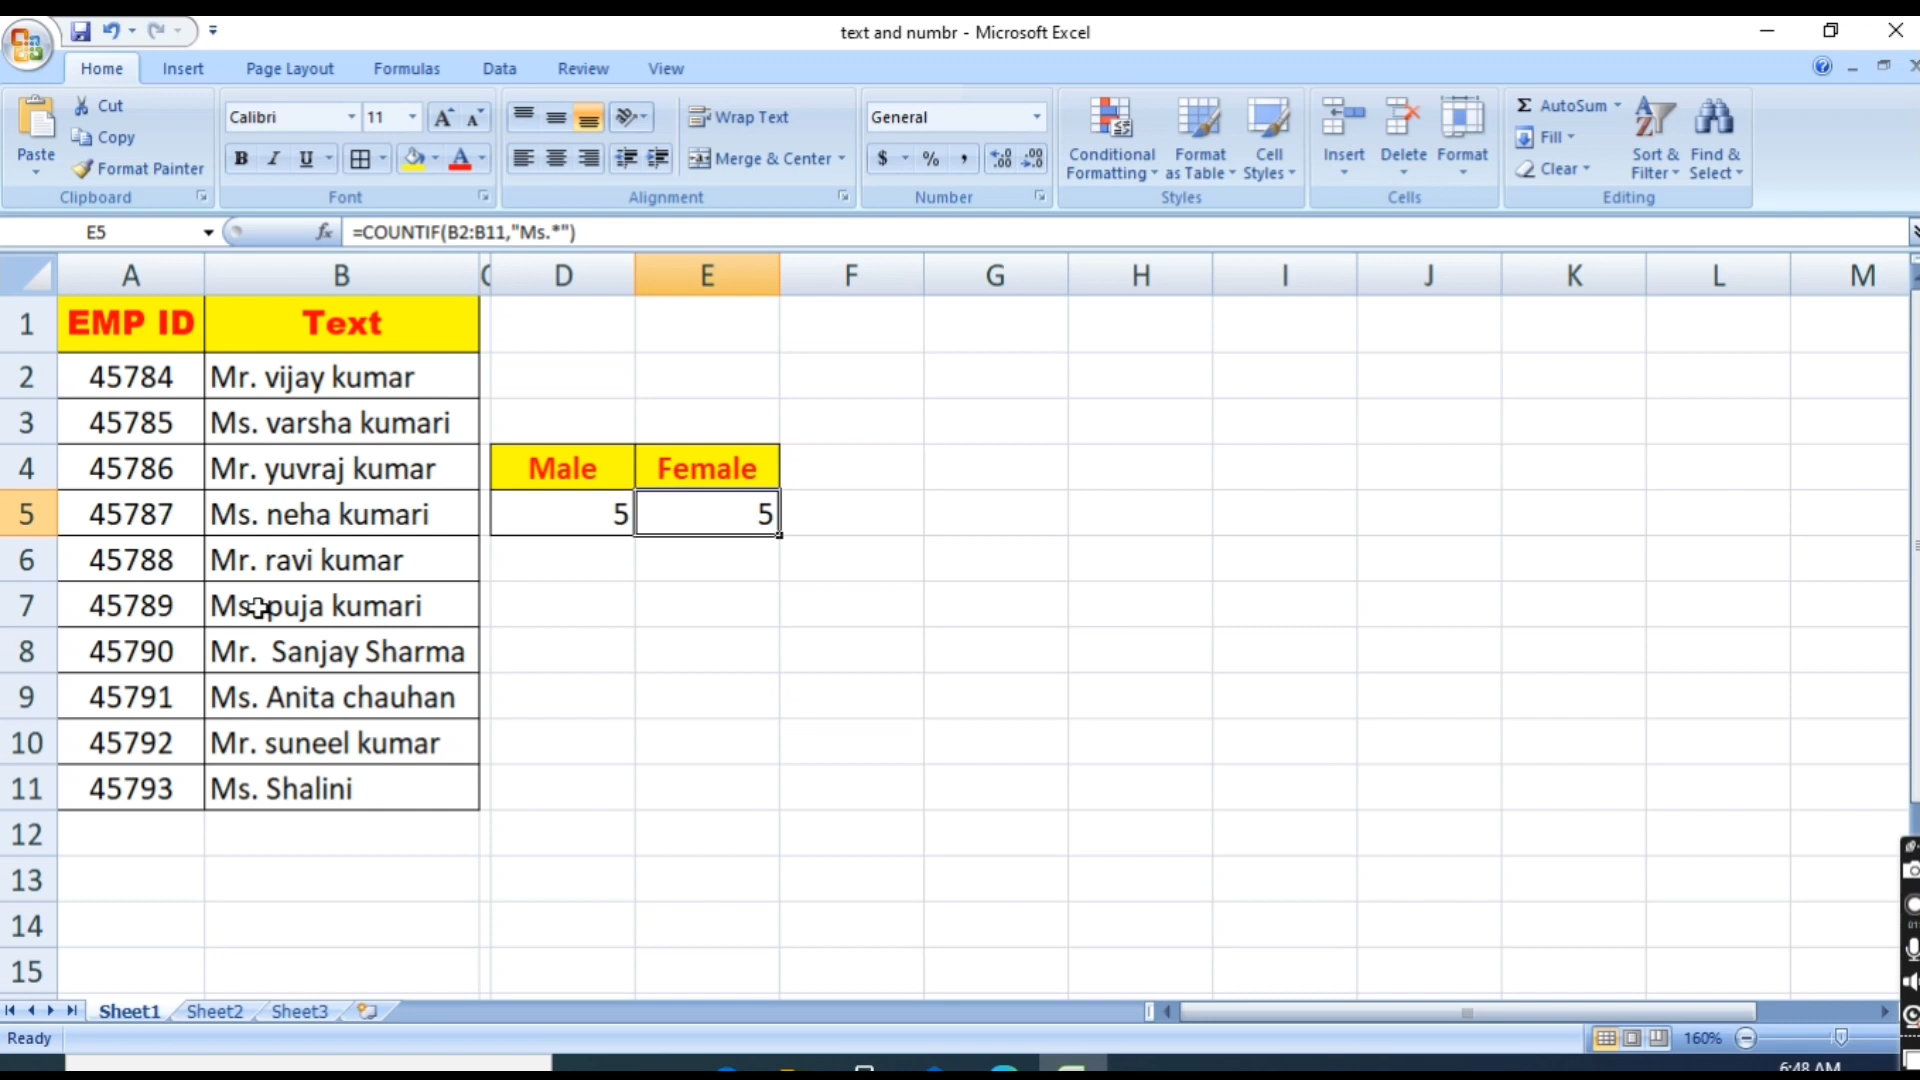 text and numbr - Microsoft Excel
Home Insert Page Layout Formulas Data Review View
Paste
Cut
Copy
Format Painter
Clipboard
Calibri 11
B I U
Font
Wrap Text
Merge & Center
Alignment
General
$ % ,
Number
Conditional Formatting
Format as Table
Cell Styles
Styles
Insert Delete Format
Cells
Σ AutoSum
Fill
Clear
Sort & Filter
Find & Select
Editing
E5 fx =COUNTIF(B2:B11,"Ms.*")
A B C D E F G H I J K L M
1 EMP ID Text
2 45784 Mr. vijay kumar
3 45785 Ms. varsha kumari
4 45786 Mr. yuvraj kumar Male Female
5 45787 Ms. neha kumari 5 5
6 45788 Mr. ravi kumar
7 45789 Ms. puja kumari
8 45790 Mr.  Sanjay Sharma
9 45791 Ms. Anita chauhan
10 45792 Mr. suneel kumar
11 45793 Ms. Shalini
12
13
14
15
Sheet1 Sheet2 Sheet3
Ready 160%
6:48 AM